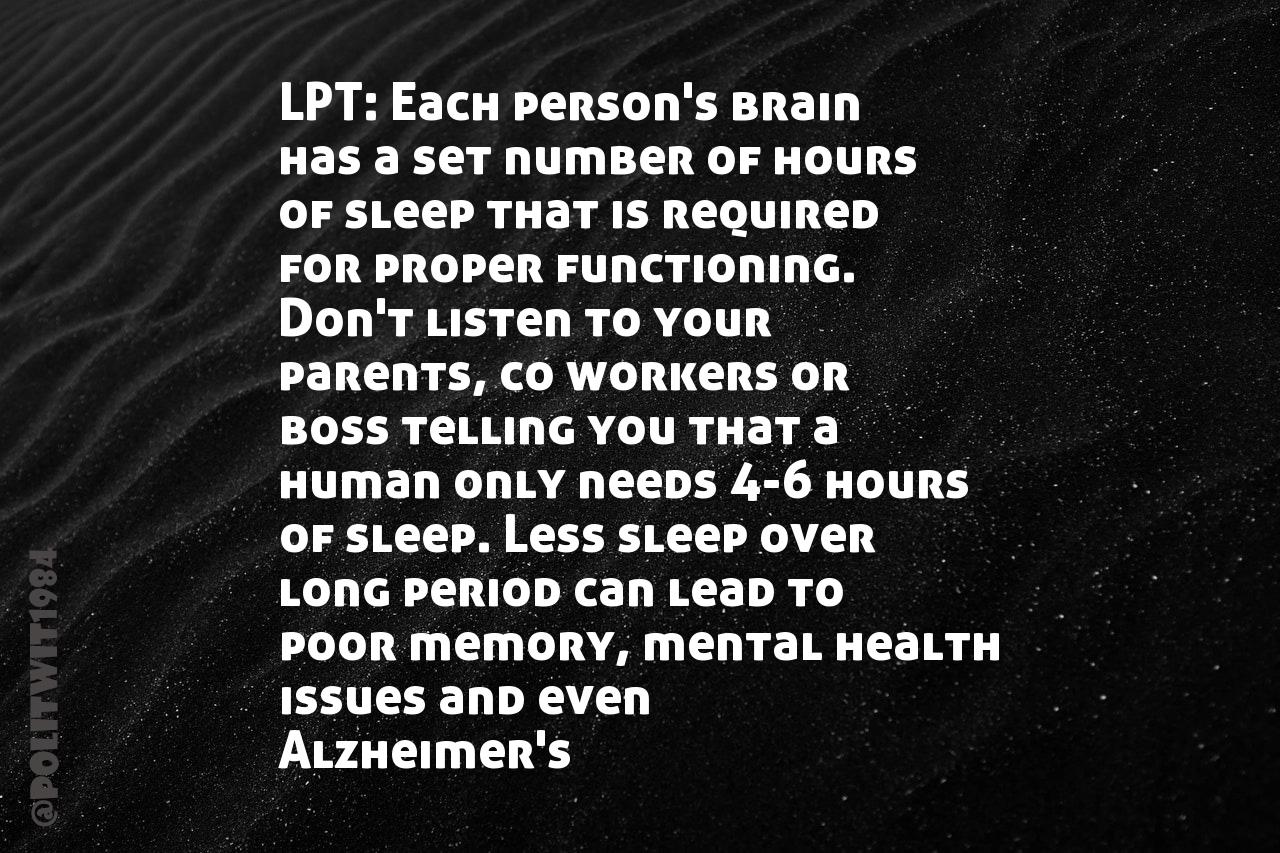 LPT: Each person's brain
has a set number of hours
of sleep that is required
for proper functioning.
Don't listen to your
parents, co workers or
boss telling you that a
human only needs 4-6 hours
of sleep. Less sleep over
long period can lead to
poor memory, mental health
issues and even
Alzheimer's
@POLITWIT1984